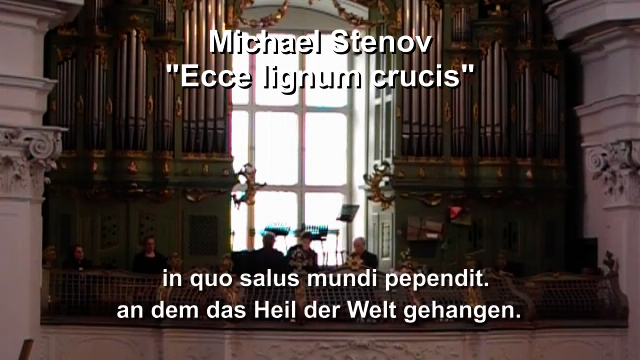 Michael Stenov
"Ecce lignum crucis"
in quo salus mundi pependit.
an dem das Heil der Welt gehangen.